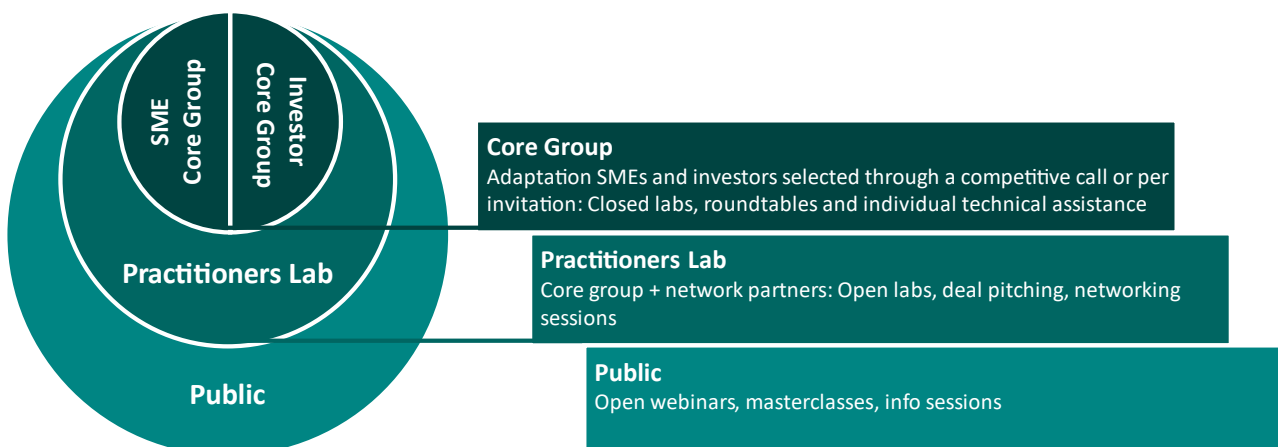 SME
Core Group
Investor
Core Group
Practitioners Lab
Public
Core Group
Adaptation SMEs and investors selected through a competitive call or per
invitation: Closed labs, roundtables and individual technical assistance
Practitioners Lab
Core group + network partners: Open labs, deal pitching, networking
sessions
Public
Open webinars, masterclasses, info sessions